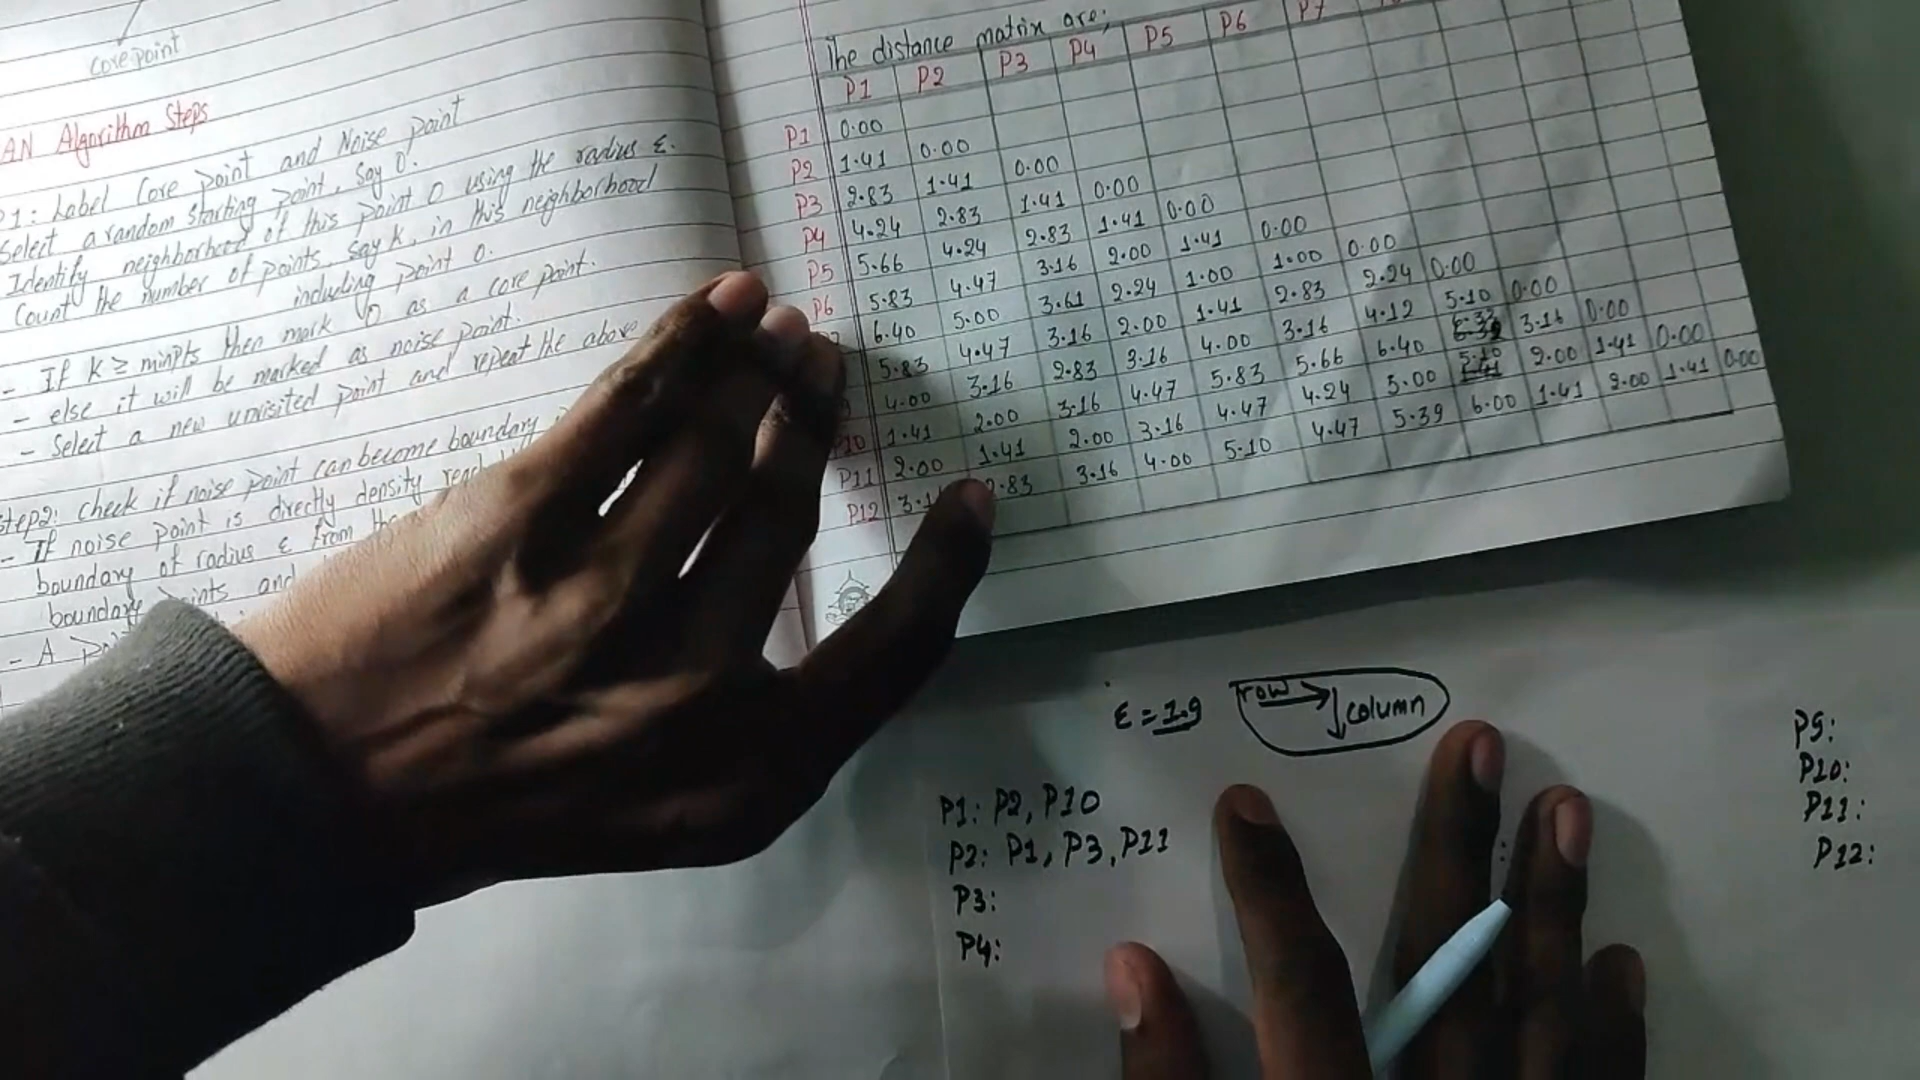 core point
AN Algorithm Steps
P1: Label Core point and Noise point
Select a random starting point, say O.
Identify neighborhood of this point O using the radius ε.
Count the number of points, say k, in this neighborhood
including point O.
- If k ≥ minpts then mark O as a core point.
- else it will be marked as noise point.
- Select a new unvisited point and repeat the above
Step2: check if noise point can become boundary
- If noise point is directly density
boundary of radius ε from the
boundary points and
- A
The distance matrix are;
P1 P2 P3 P4 P5 P6 P7
P1 0.00
P2 1.41 0.00
P3 2.83 1.41 0.00
P4 4.24 2.83 1.41 0.00
P5 5.66 4.24 2.83 1.41 0.00
P6 5.83 4.47 3.16 2.00 1.41 0.00
6.40 5.00 3.61 2.24 1.00 1.00 0.00
5.83 4.47 3.16 2.00 1.41 2.83 2.24 0.00
4.00 3.16 2.83 3.16 4.00 3.16 4.12 5.10 0.00
P10 1.41 2.00 3.16 4.47 5.83 5.66 6.40 3.16 0.00
P11 2.00 1.41 2.00 3.16 4.47 4.24 5.00 5.10 2.00 1.41 0.00
P12 2.83 3.16 4.00 5.10 4.47 5.39 6.00 1.41 2.00 1.41 0.00
ε = 1.9 row column
P1: P2, P10
P2: P1, P3, P11
P3:
P4:
P9:
P10:
P11:
P12: